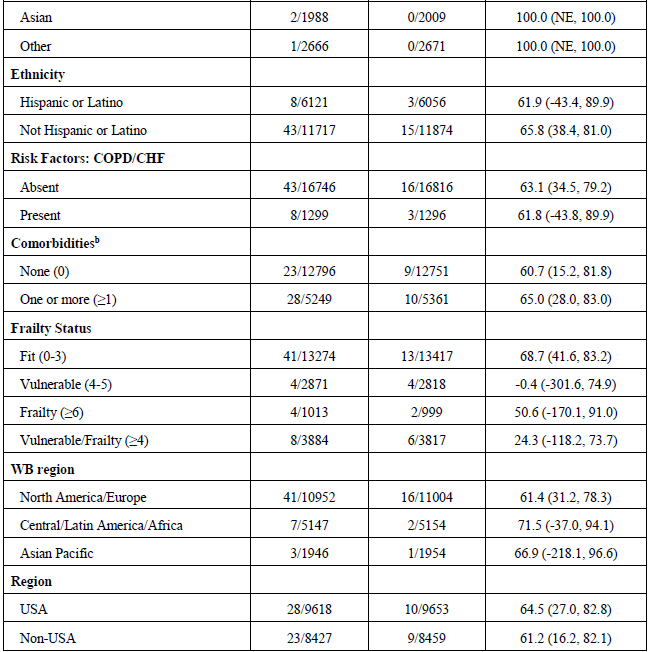 Asian 2/1988 0/2009 100.0 (NE, 100.0)
Other 1/2666 0/2671 100.0 (NE, 100.0)
Ethnicity
Hispanic or Latino 8/6121 3/6056 61.9 (-43.4, 89.9)
Not Hispanic or Latino 43/11717 15/11874 65.8 (38.4, 81.0)
Risk Factors: COPD/CHF
Absent 43/16746 16/16816 63.1 (34.5, 79.2)
Present 8/1299 3/1296 61.8 (-43.8, 89.9)
Comorbiditiesᵇ
None (0) 23/12796 9/12751 60.7 (15.2, 81.8)
One or more (≥1) 28/5249 10/5361 65.0 (28.0, 83.0)
Frailty Status
Fit (0-3) 41/13274 13/13417 68.7 (41.6, 83.2)
Vulnerable (4-5) 4/2871 4/2818 -0.4 (-301.6, 74.9)
Frailty (≥6) 4/1013 2/999 50.6 (-170.1, 91.0)
Vulnerable/Frailty (≥4) 8/3884 6/3817 24.3 (-118.2, 73.7)
WB region
North America/Europe 41/10952 16/11004 61.4 (31.2, 78.3)
Central/Latin America/Africa 7/5147 2/5154 71.5 (-37.0, 94.1)
Asian Pacific 3/1946 1/1954 66.9 (-218.1, 96.6)
Region
USA 28/9618 10/9653 64.5 (27.0, 82.8)
Non-USA 23/8427 9/8459 61.2 (16.2, 82.1)